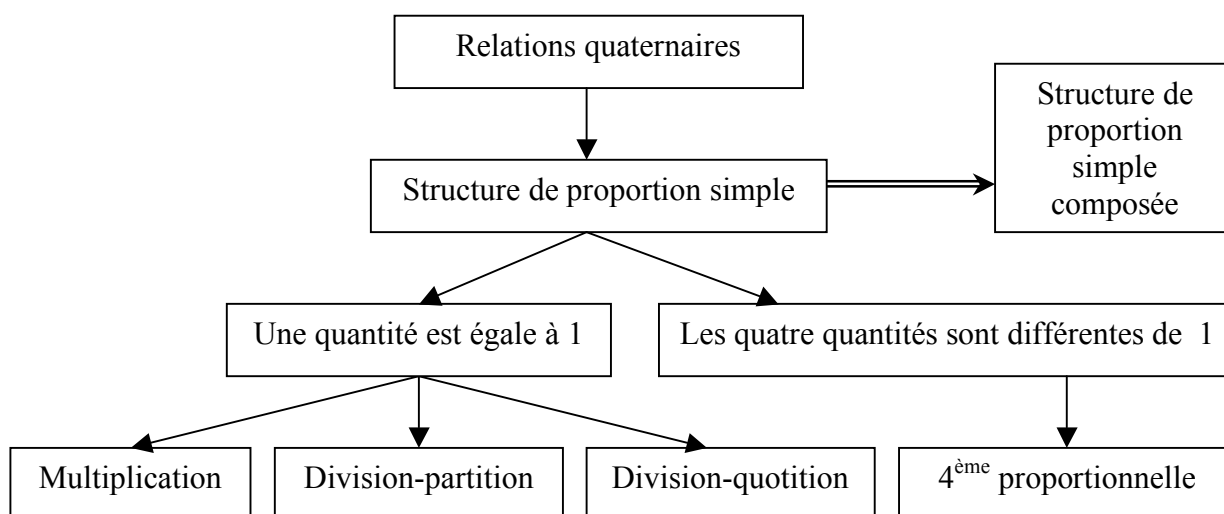 Relations quaternaires
Structure de
proportion
simple
composée
Structure de proportion simple
Une quantité est égale à 1
Les quatre quantités sont différentes de 1
Multiplication
Division-partition
Division-quotition
4ème proportionnelle